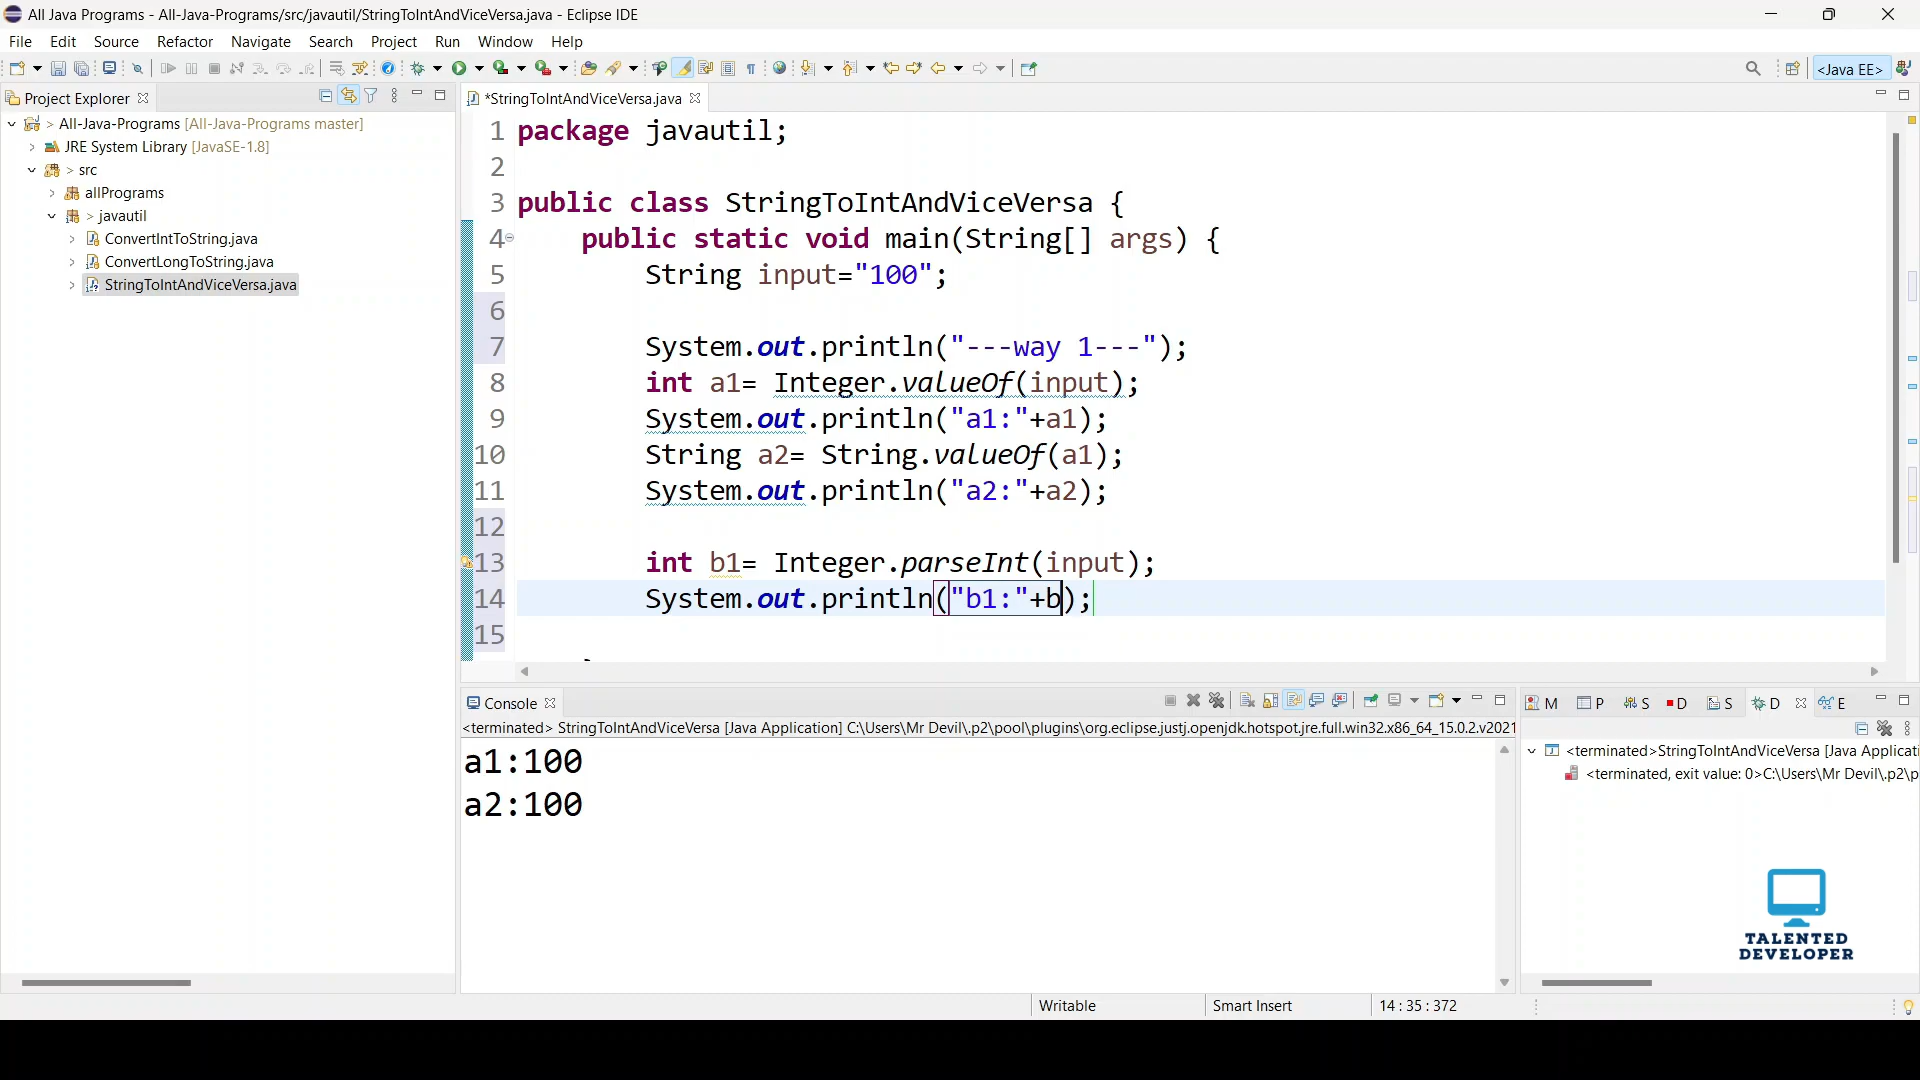 All Java Programs - All-Java-Programs/src/javautil/StringToIntAndViceVersa.java - Eclipse IDE
File Edit Source Refactor Navigate Search Project Run Window Help
<Java EE>
Project Explorer
*StringToIntAndViceVersa.java
> All-Java-Programs [All-Java-Programs master]
JRE System Library [JavaSE-1.8]
> src
allPrograms
> javautil
ConvertIntToString.java
ConvertLongToString.java
StringToIntAndViceVersa.java
1 package javautil;
2
3 public class StringToIntAndViceVersa {
4 public static void main(String[] args) {
5 String input="100";
6
7 System.out.println("---way 1---");
8 int a1= Integer.valueOf(input);
9 System.out.println("a1:"+a1);
10 String a2= String.valueOf(a1);
11 System.out.println("a2:"+a2);
12
13 int b1= Integer.parseInt(input);
14 System.out.println("b1:"+b);
15
Console
<terminated> StringToIntAndViceVersa [Java Application] C:\Users\Mr Devil\.p2\pool\plugins\org.eclipse.justj.openjdk.hotspot.jre.full.win32.x86_64_15.0.2.v2021
a1:100
a2:100
M P S D S D E
<terminated>StringToIntAndViceVersa [Java Applicati
<terminated, exit value: 0>C:\Users\Mr Devil\.p2\p
TALENTED
DEVELOPER
Writable Smart Insert 14 : 35 : 372